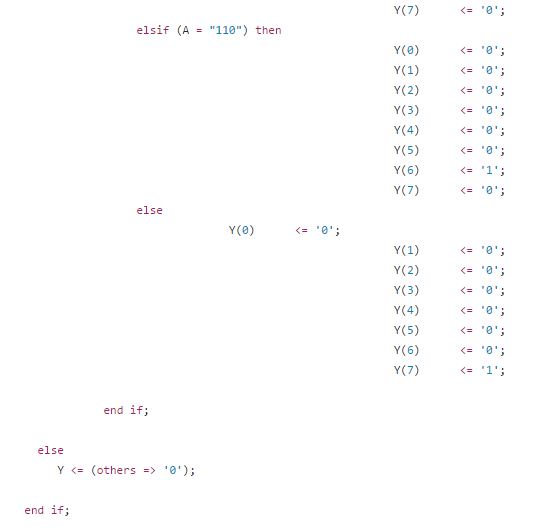 Y(7) <= '0';
elsif (A = "110") then
Y(0) <= '0';
Y(1) <= '0';
Y(2) <= '0';
Y(3) <= '0';
Y(4) <= '0';
Y(5) <= '0';
Y(6) <= '1';
Y(7) <= '0';
else
Y(0) <= '0';
Y(1) <= '0';
Y(2) <= '0';
Y(3) <= '0';
Y(4) <= '0';
Y(5) <= '0';
Y(6) <= '0';
Y(7) <= '1';
end if;
else
Y <= (others => '0');
end if;